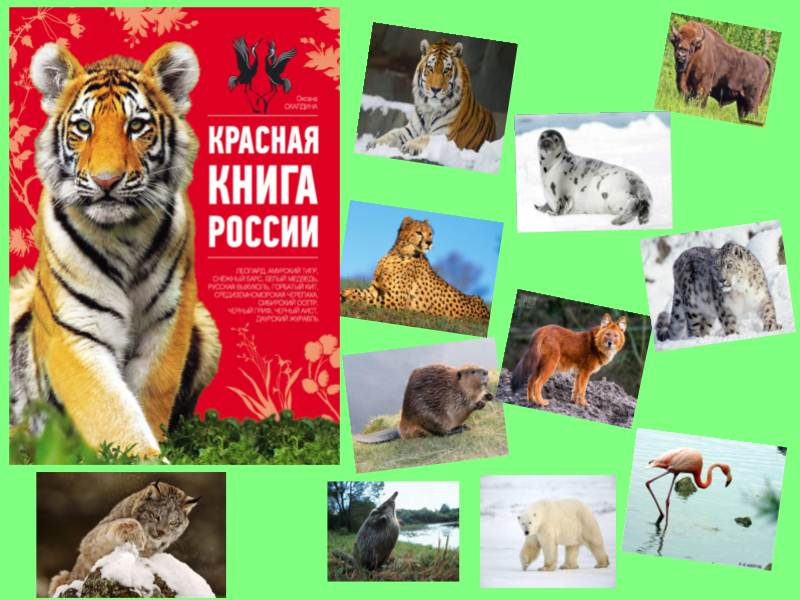 Оксана
СКАЛДИНА
КРАСНАЯ
КНИГА
РОССИИ
ЛЕОПАРД, АМУРСКИЙ ТИГР,
СНЕЖНЫЙ БАРС, БЕЛЫЙ МЕДВЕДЬ,
РУССКАЯ ВЫХУХОЛЬ, ГОРБАТЫЙ КИТ,
СРЕДИЗЕМНОМОРСКАЯ ЧЕРЕПАХА,
СИБИРСКИЙ ОСЕТР,
ЧЕРНЫЙ ГРИФ, ЧЕРНЫЙ АИСТ,
ДАУРСКИЙ ЖУРАВЛЬ